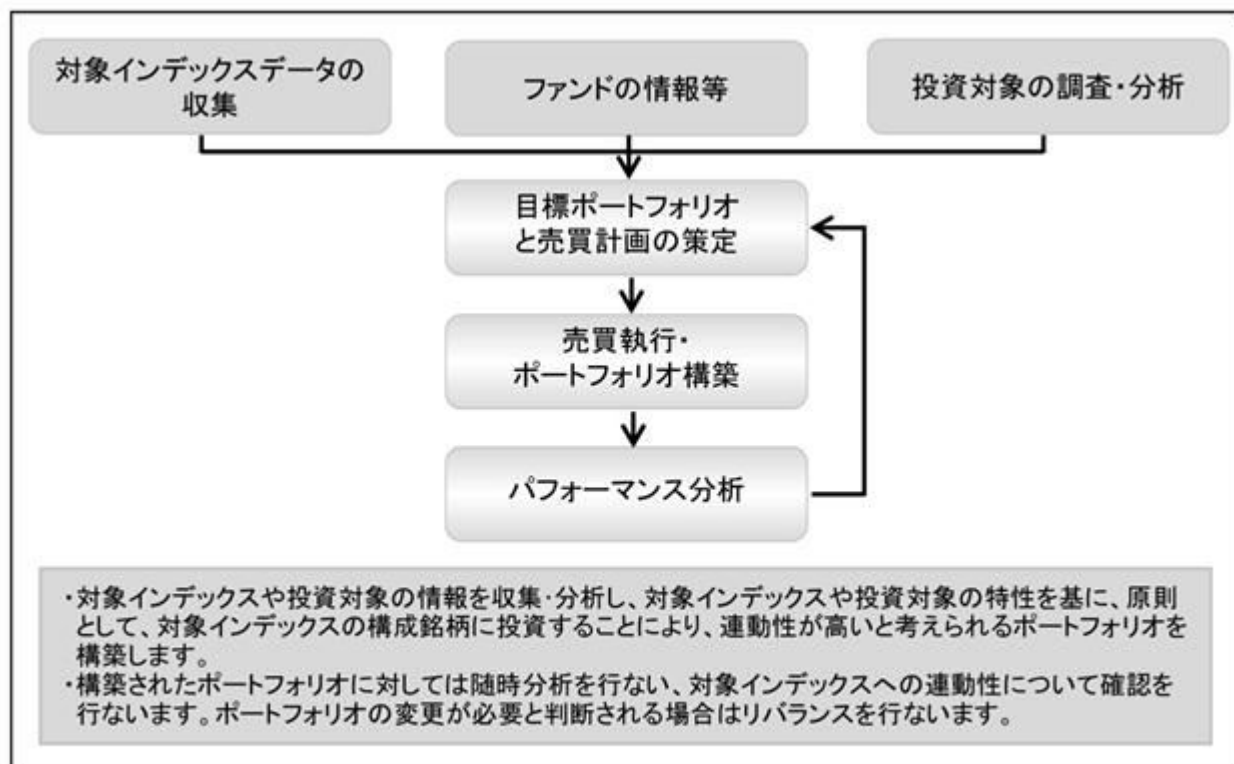 対象インデックスデータの
収集
ファンドの情報等
投資対象の調査・分析
目標ポートフォリオ
と売買計画の策定
売買執行・
ポートフォリオ構築
パフォーマンス分析
・対象インデックスや投資対象の情報を収集・分析し、対象インデックスや投資対象の特性を基に、原則
として、対象インデックスの構成銘柄に投資することにより、連動性が高いと考えられるポートフォリオを
構築します。
・構築されたポートフォリオに対しては随時分析を行ない、対象インデックスへの連動性について確認を
行ないます。ポートフォリオの変更が必要と判断される場合はリバランスを行ないます。